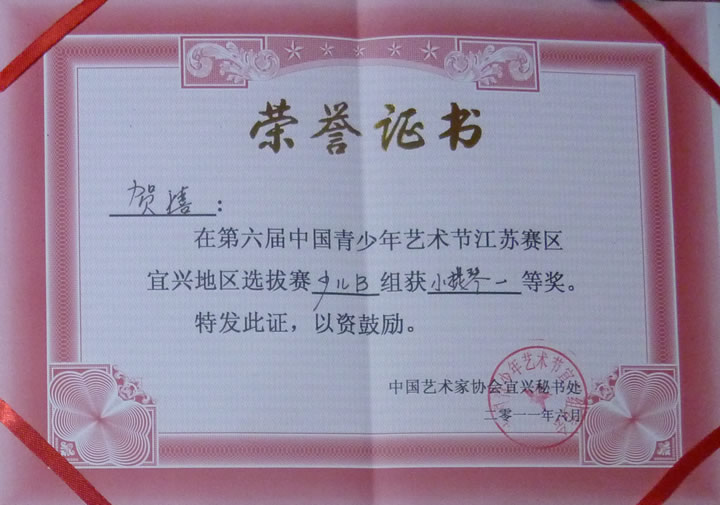 荣誉证书
贺禧：
在第六届中国青少年艺术节江苏赛区
宜兴地区选拔赛少儿B组获小提琴一等奖。
特发此证，以资鼓励。
中国艺术家协会宜兴秘书处
二零一一年六月